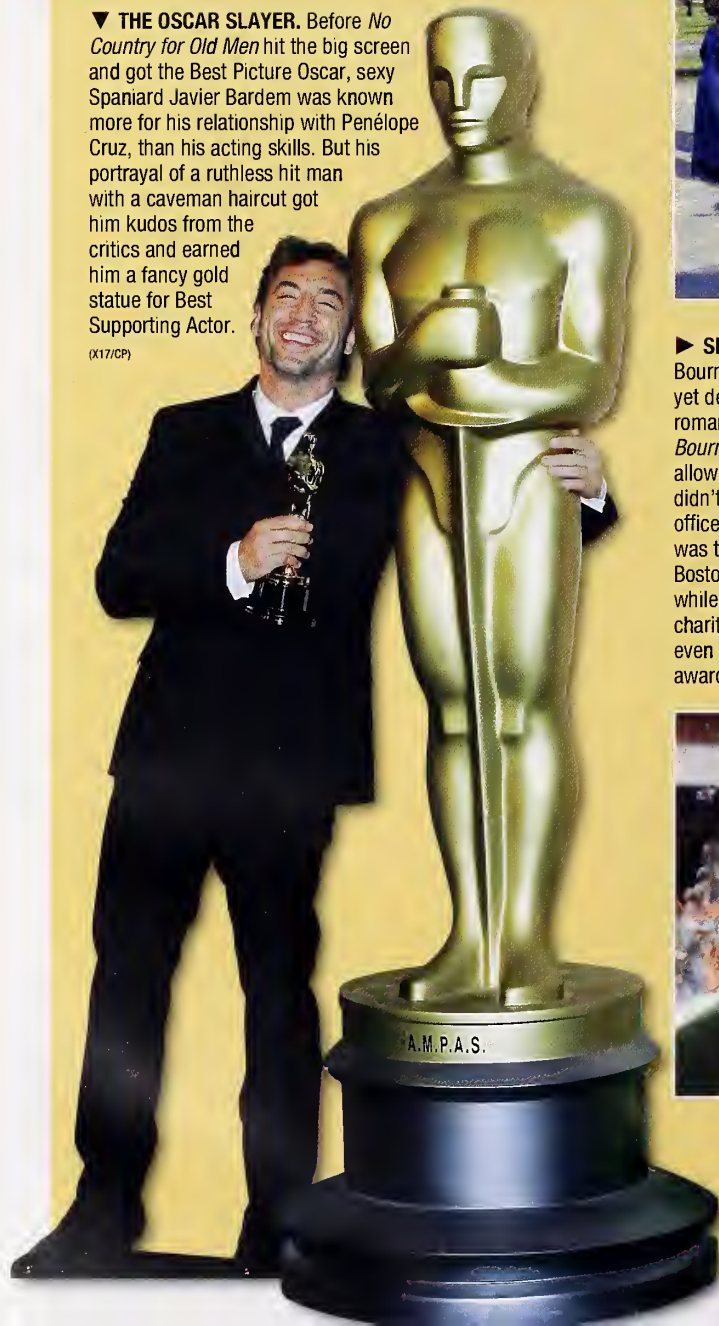 ▼ THE OSCAR SLAYER. Before No
Country for Old Men hit the big screen
and got the Best Picture Oscar, sexy
Spaniard Javier Bardem was known
more for his relationship with Penélope
Cruz, than his acting skills. But his
portrayal of a ruthless hit man
with a caveman haircut got
him kudos from the
critics and earned
him a fancy gold
statue for Best
Supporting Actor.
(X17/CP)
A.M.P.A.S.
yet de
roman
Bourn
allow
didn't
office
was t
Bosto
while
charit
even
award